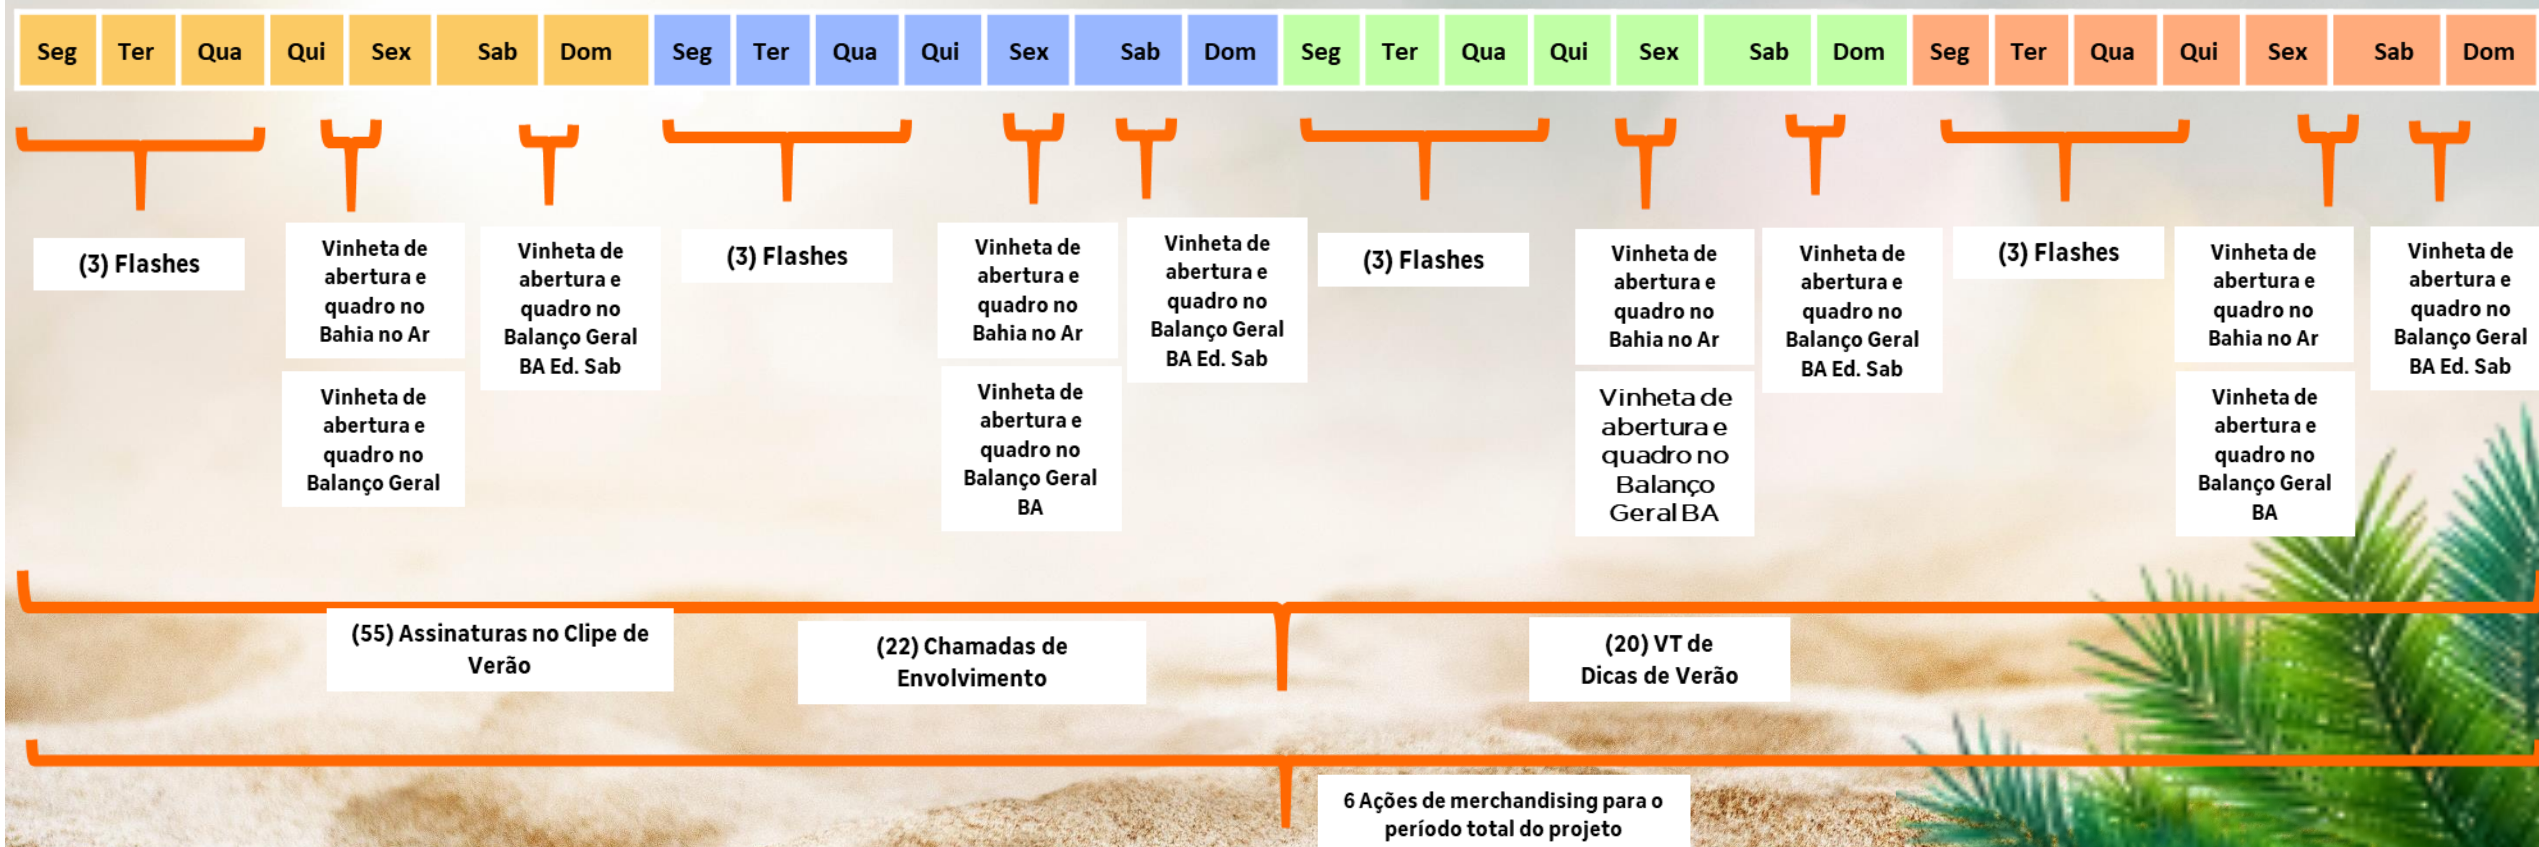 Seg Ter Qua Qui Sex Sab Dom Seg Ter Qua Qui Sex Sab Dom Seg Ter Qua Qui Sex Sab Dom Seg Ter Qua Qui Sex Sab Dom
(3) Flashes
Vinheta de
abertura e
quadro no
Bahia no Ar
Vinheta de
abertura e
quadro no
Balanço Geral
Vinheta de
abertura e
quadro no
Balanço Geral
BA Ed. Sab
(3) Flashes
Vinheta de
abertura e
quadro no
Bahia no Ar
Vinheta de
abertura e
quadro no
Balanço Geral
BA
Vinheta de
abertura e
quadro no
Balanço Geral
BA Ed. Sab
(3) Flashes
Vinheta de
abertura e
quadro no
Bahia no Ar
Vinheta de
abertura e
quadro no
Balanço
Geral BA
Vinheta de
abertura e
quadro no
Balanço Geral
BA Ed. Sab
(3) Flashes
Vinheta de
abertura e
quadro no
Bahia no Ar
Vinheta de
abertura e
quadro no
Balanço Geral
BA
Vinheta de
abertura e
quadro no
Balanço Geral
BA Ed. Sab
(55) Assinaturas no Clipe de
Verão
(22) Chamadas de
Envolvimento
(20) VT de
Dicas de Verão
6 Ações de merchandising para o
período total do projeto